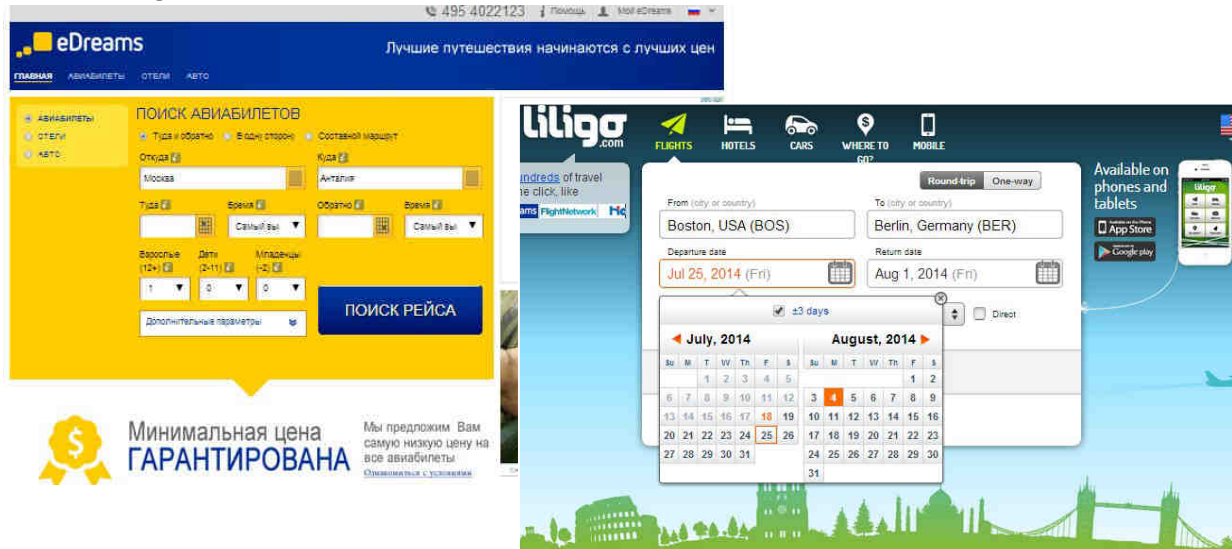 495 4022123 Помощь Мой eDreams
eDreams
Лучшие путешествия начинаются с лучших цен
ГЛАВНАЯ АВИАБИЛЕТЫ ОТЕЛИ АВТО
АВИАБИЛЕТЫ
ОТЕЛИ
АВТО
ПОИСК АВИАБИЛЕТОВ
Туда и обратно В одну сторону Составной маршрут
Откуда Куда
Москва Анталия
Туда Время Обратно Время
Самый вы Самый вы
Взрослые Дети Младенцы
(12+) (2-11) (-2)
1 0 0
Дополнительные параметры
ПОИСК РЕЙСА
Минимальная цена
ГАРАНТИРОВАНА
Мы предложим Вам
самую низкую цену на
все авиабилеты
Ознакомиться с условиями
liligo
.com
FLIGHTS HOTELS CARS WHERE TO MOBILE
GO?
undreds of travel
ne click, like
ams FlightNetwork
Round-trip One-way
From (city or country) To (city or country)
Boston, USA (BOS) Berlin, Germany (BER)
Departure date Return date
Jul 25, 2014 (Fri) Aug 1, 2014 (Fri)
±3 days
Direct
July, 2014 August, 2014
Su M T W Th F S Su M T W Th F S
1 2 3 4 5 1 2
6 7 8 9 10 11 12 3 4 5 6 7 8 9
13 14 15 16 17 18 19 10 11 12 13 14 15 16
20 21 22 23 24 25 26 17 18 19 20 21 22 23
27 28 29 30 31 24 25 26 27 28 29 30
31
Available on
phones and
tablets
App Store
Google play
liligo